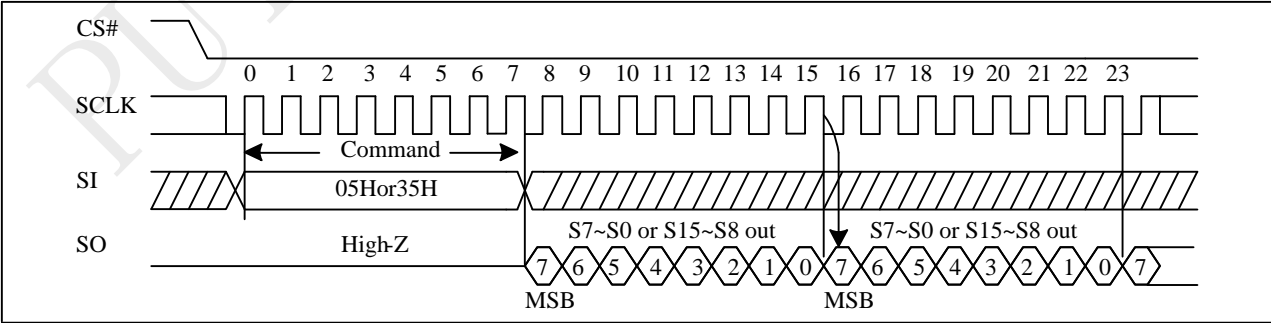 PU
CS#
0 1 2 3 4 5 6 7 8 9 10 11 12 13 14 15 16 17 18 19 20 21 22 23
SCLK
Command
SI
05Hor35H
S7~S0 or S15~S8 out S7~S0 or S15~S8 out
SO
High-Z
7 6 5 4 3 2 1 0 7 6 5 4 3 2 1 0 7
MSB MSB